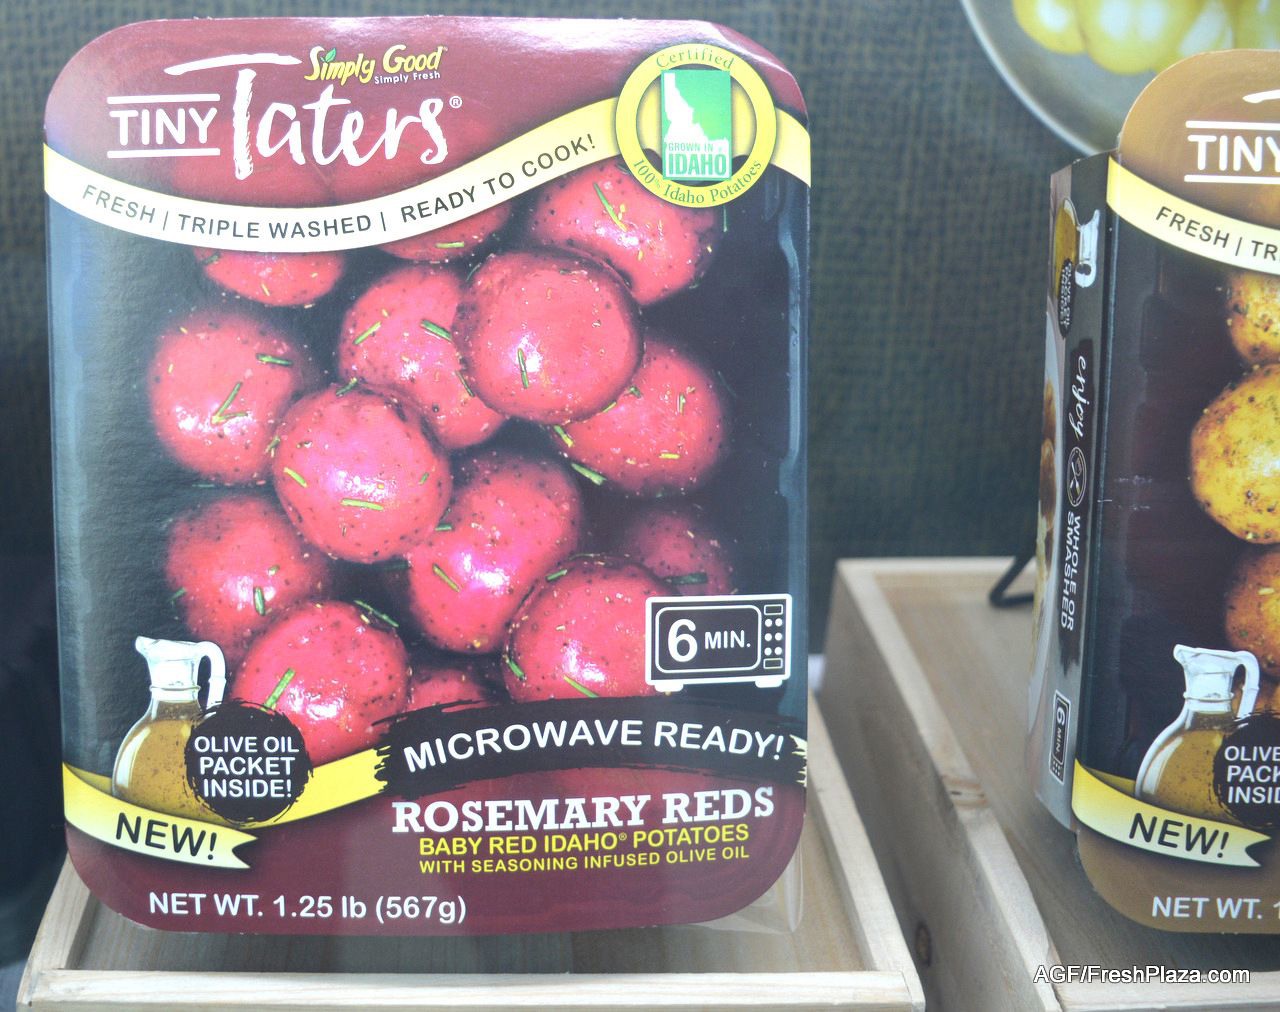 Simply Good
Simply Fresh
TINY Taters®
FRESH | TRIPLE WASHED | READY TO COOK!
Certified
GROWN IN
IDAHO
100% Idaho Potatoes
6 MIN.
OLIVE OIL
PACKET
INSIDE!
MICROWAVE READY!
NEW!
ROSEMARY REDS
BABY RED IDAHO® POTATOES
WITH SEASONING INFUSED OLIVE OIL
NET WT. 1.25 lb (567g)
TINY
FRESH | TR
enjoy
WHOLE OR
SMASHED
6 MIN.
OLIVE
PACK
INSID
NEW!
NET WT. 1
AGF/FreshPlaza.com